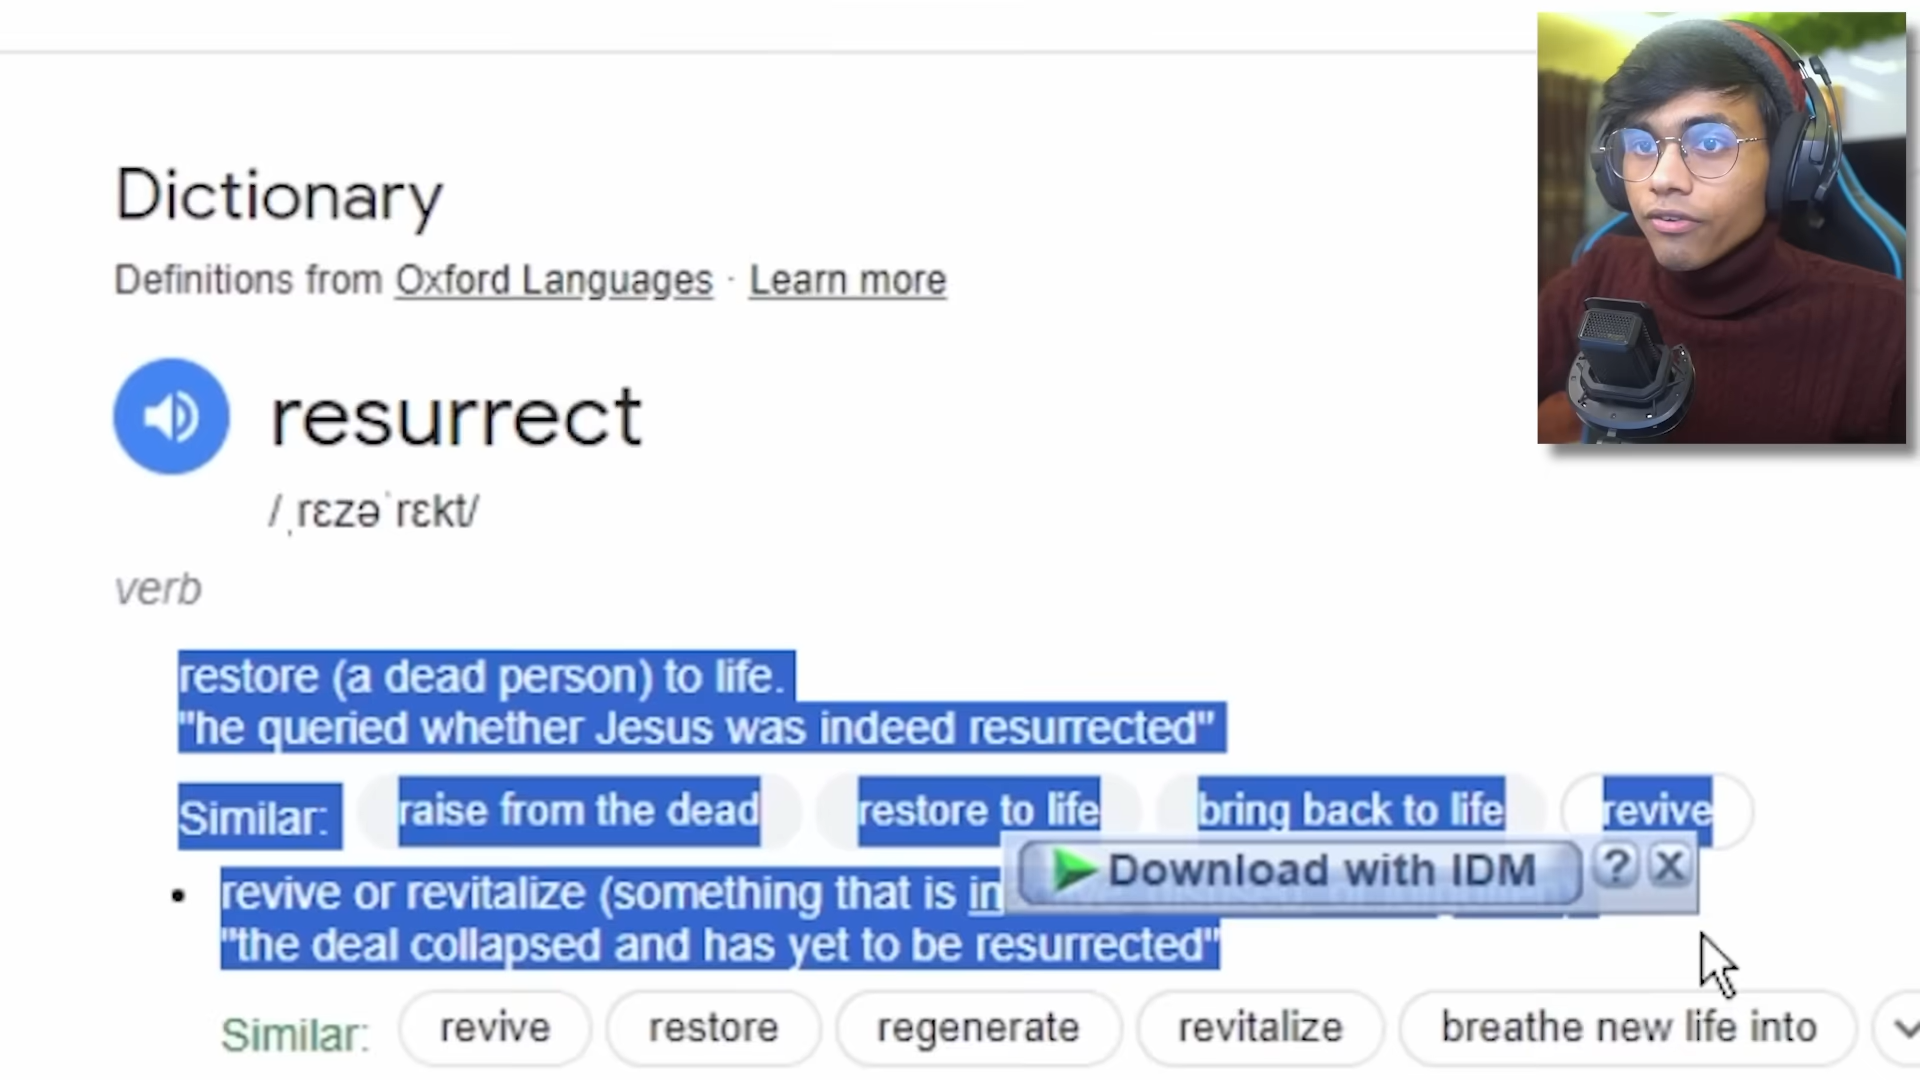 Dictionary
Definitions from Oxford Languages · Learn more
resurrect
/ˌrɛzəˈrɛkt/
verb
restore (a dead person) to life.
"he queried whether Jesus was indeed resurrected"
Similar: raise from the dead restore to life bring back to life revive
Download with IDM ? X
• revive or revitalize (something that is
"the deal collapsed and has yet to be resurrected"
Similar: revive restore regenerate revitalize breathe new life into